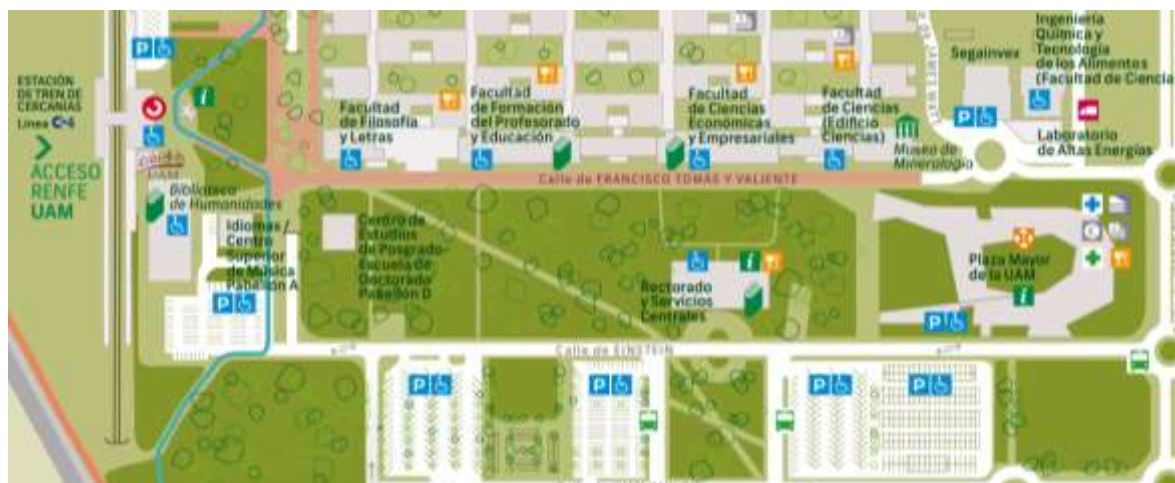 ESTACIÓN
DE TREN DE
CERCANÍAS
Línea C-4
ACCESO
RENFE
UAM
Biblioteca
de Humanidades
Idiomas /
Centro
Superior
de Música
Pabellón A
Facultad
de Filosofía
y Letras
Facultad
de Formación
del Profesorado
y Educación
Facultad
de Ciencias
Económicas
y Empresariales
Facultad
de Ciencias
(Edificio
Ciencias)
Museo de
Mineralogía
Segainvex
Ingeniería
Química y
Tecnología
de los Alimentos
(Facultad de Ciencia
Laboratorio
de Altas Energías
Calle de FRANCISCO TOMÁS Y VALIENTE
Centro de
Estudios
de Posgrado-
Escuela de
Doctorado
Pabellón D
Rectorado
y Servicios
Centrales
Plaza Mayor
de la UAM
Calle de EINSTEIN
P
P
P
P
P
P
P
P
i
i
i